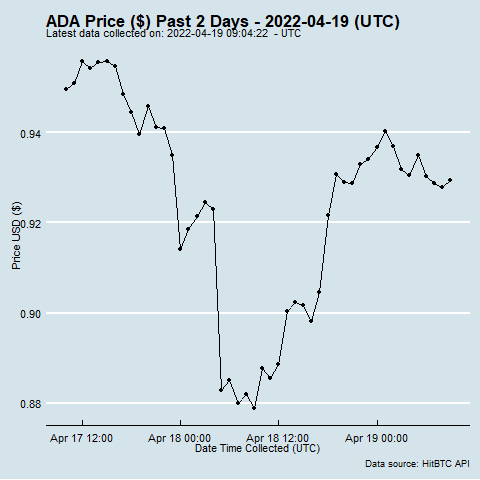 ADA Price ($) Past 2 Days - 2022-04-19 (UTC)
Latest data collected on: 2022-04-19 09:04:22  - UTC
0.94
0.92
0.90
0.88
Price USD ($)
Apr 17 12:00
Apr 18 00:00
Apr 18 12:00
Apr 19 00:00
Date Time Collected (UTC)
Data source: HitBTC API